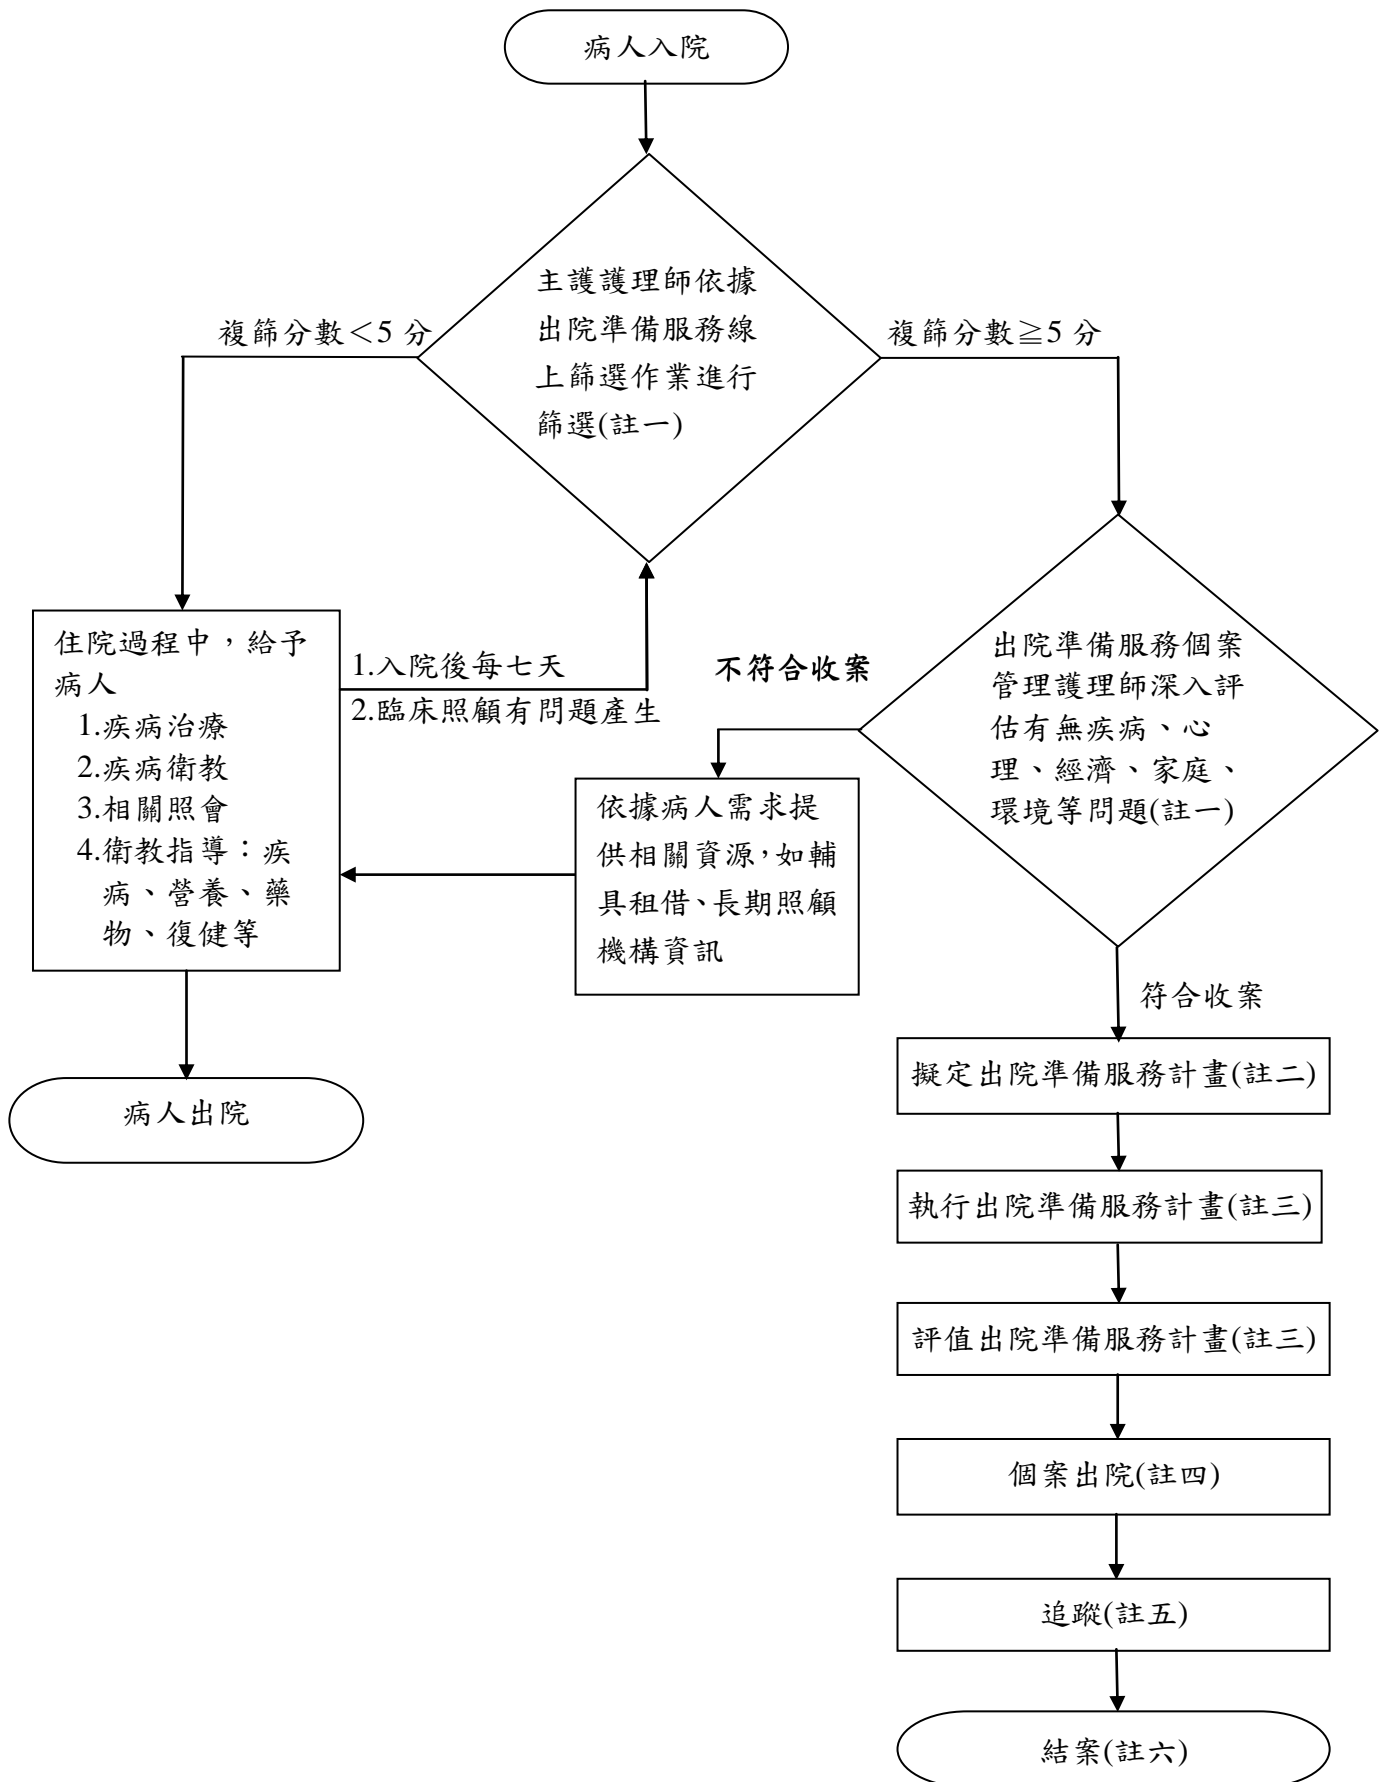 病人入院
主護護理師依據
出院準備服務線
上篩選作業進行
篩選(註一)
複篩分數＜5 分
複篩分數≧5 分
住院過程中，給予
病人
1.疾病治療
2.疾病衛教
3.相關照會
4.衛教指導：疾
病、營養、藥
物、復健等
1.入院後每七天
2.臨床照顧有問題產生
不符合收案
出院準備服務個案
管理護理師深入評
估有無疾病、心
理、經濟、家庭、
環境等問題(註一)
依據病人需求提
供相關資源，如輔
具租借、長期照顧
機構資訊
符合收案
病人出院
擬定出院準備服務計畫(註二)
執行出院準備服務計畫(註三)
評值出院準備服務計畫(註三)
個案出院(註四)
追蹤(註五)
結案(註六)